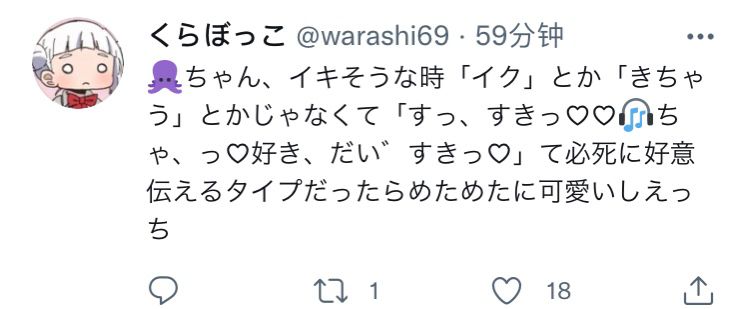 くらぼっこ @warashi69 · 59分钟
🐙ちゃん、イキそうな時「イク」とか「きちゃ
う」とかじゃなくて「すっ、すきっ♡♡🎧ち
ゃ、っ♡好き、だい゛すきっ♡」て必死に好意
伝えるタイプだったらめためたに可愛いしえっ
ち
1 18